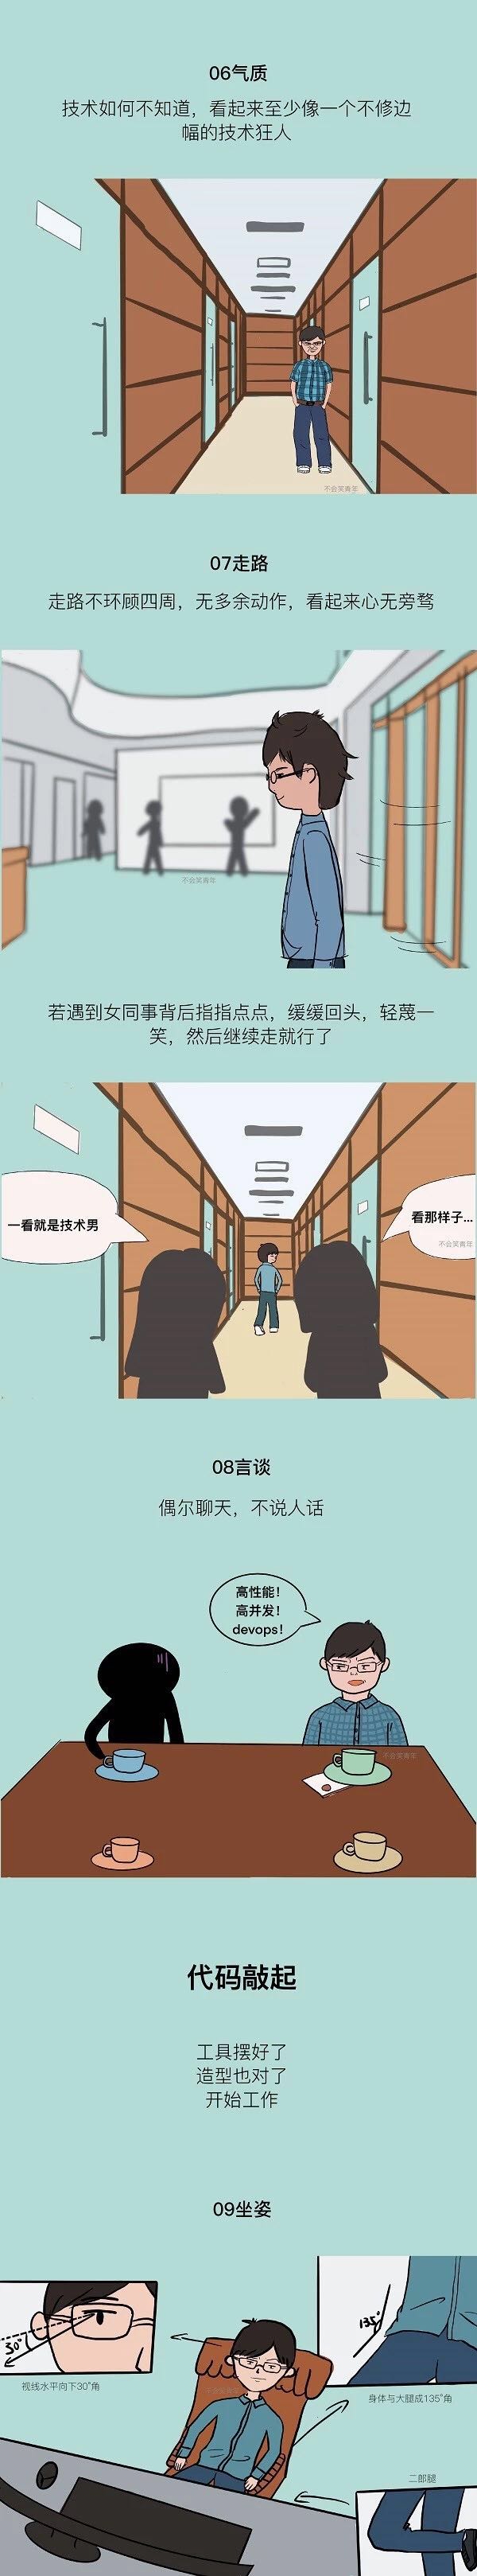 06气质
技术如何不知道，看起来至少像一个不修边
幅的技术狂人
不会笑青年
07走路
走路不环顾四周，无多余动作，看起来心无旁骛
不会笑青年
若遇到女同事背后指指点点，缓缓回头，轻蔑一
笑，然后继续走就行了
一看就是技术男
看那样子...
不会笑青年
08言谈
偶尔聊天，不说人话
高性能！
高并发！
devops！
不会笑青年
代码敲起
工具摆好了
造型也对了
开始工作
09坐姿
30°
视线水平向下30°角
135°
身体与大腿成135°角
不会笑青年
二郎腿